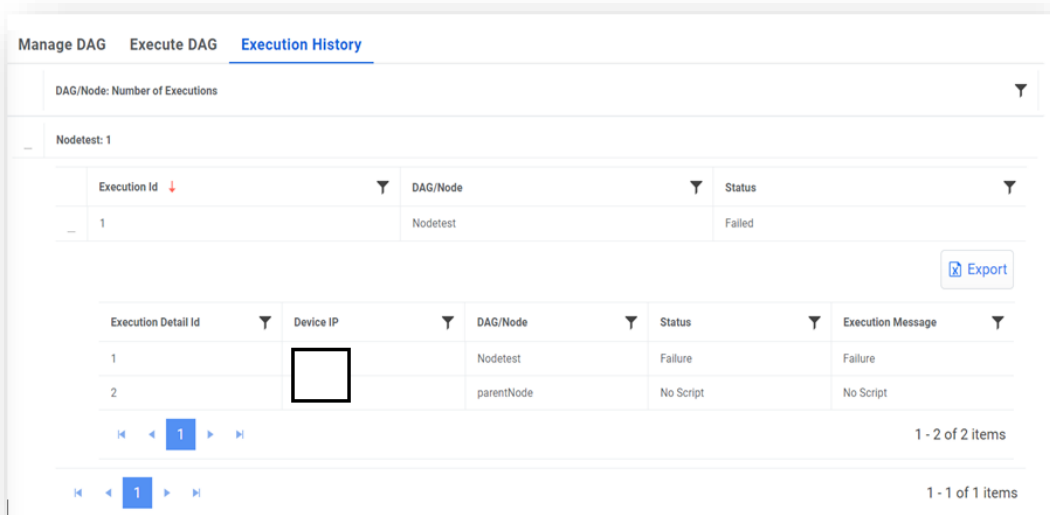 Manage DAG Execute DAG Execution History
DAG/Node: Number of Executions
Nodetest: 1
Execution Id DAG/Node Status
1 Nodetest Failed
Export
Execution Detail Id Device IP DAG/Node Status Execution Message
1 Nodetest Failure Failure
2 parentNode No Script No Script
1 1 - 2 of 2 items
1 1 - 1 of 1 items